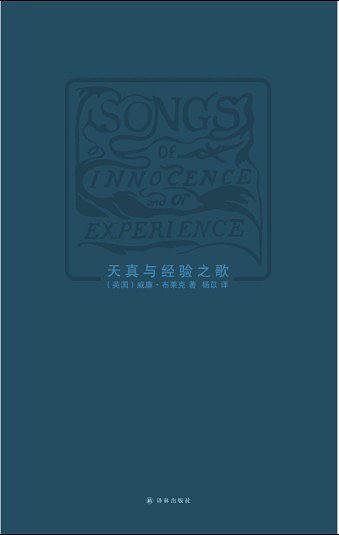 SONGS
Of
INNOCENCE
and Of
EXPERIENCE
天真与经验之歌
（英国）威廉·布莱克 著 杨苡 译
译林出版社